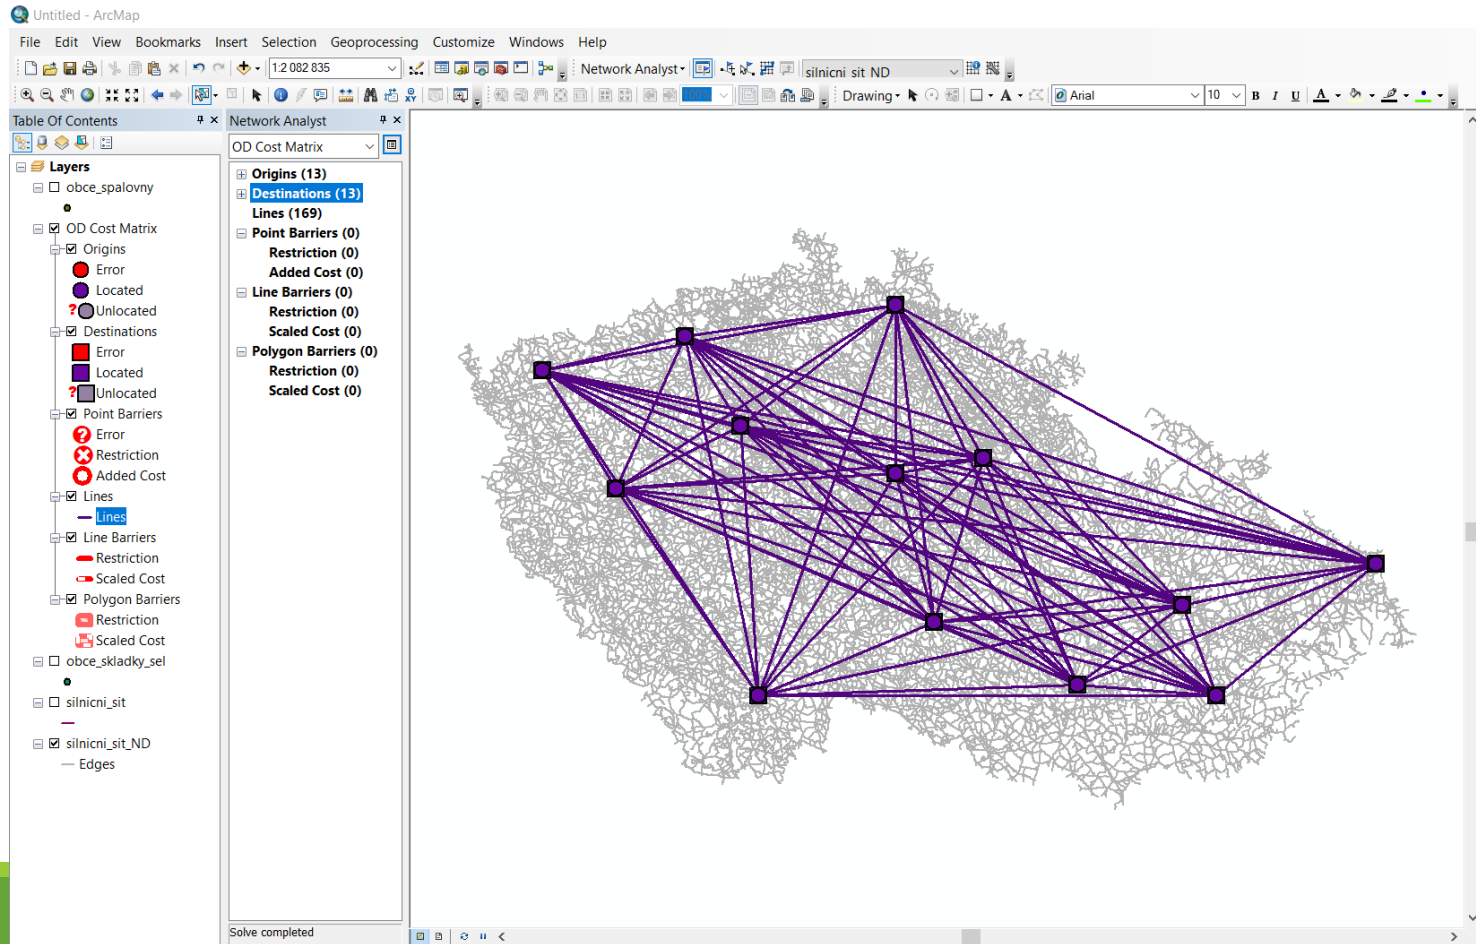 Untitled - ArcMap
File Edit View Bookmarks Insert Selection Geoprocessing Customize Windows Help
1:2 082 835
Network Analyst
silnicni_sit_ND
100%
Drawing
A
Arial
10
B I U A
Table Of Contents
Layers
obce_spalovny
OD Cost Matrix
Origins
Error
Located
? Unlocated
Destinations
Error
Located
? Unlocated
Point Barriers
Error
Restriction
Added Cost
Lines
Lines
Line Barriers
Restriction
Scaled Cost
Polygon Barriers
Restriction
Scaled Cost
obce_skladky_sel
silnicni_sit
silnicni_sit_ND
Edges
Network Analyst
OD Cost Matrix
Origins (13)
Destinations (13)
Lines (169)
Point Barriers (0)
Restriction (0)
Added Cost (0)
Line Barriers (0)
Restriction (0)
Scaled Cost (0)
Polygon Barriers (0)
Restriction (0)
Scaled Cost (0)
Solve completed